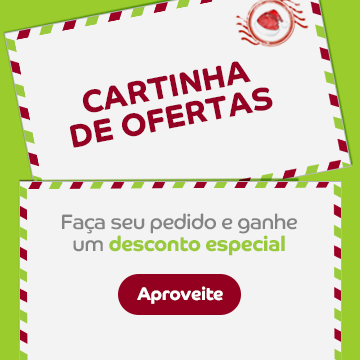 CARTINHA
DE OFERTAS
Faça seu pedido e ganhe
um desconto especial
Aproveite